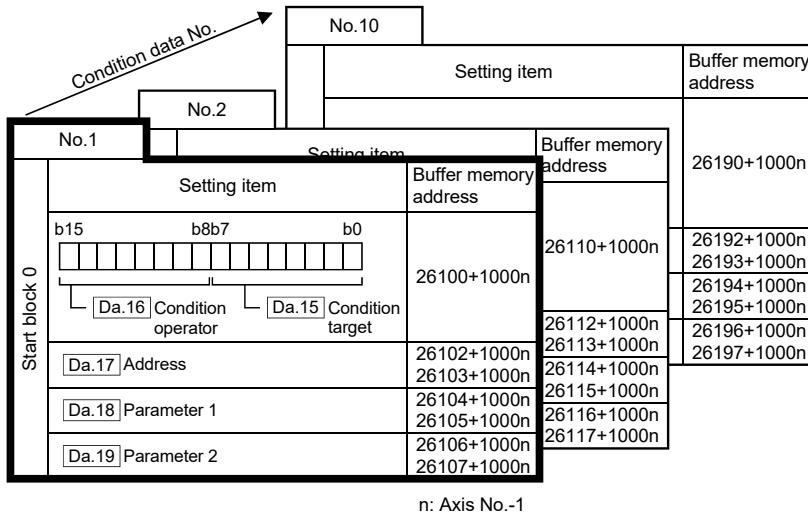 Condition data No.
No.10
Setting item
Buffer memory
address
26190+1000n
26192+1000n
26193+1000n
26194+1000n
26195+1000n
26196+1000n
26197+1000n
No.2
Setting item
Buffer memory
address
26110+1000n
26112+1000n
26113+1000n
26114+1000n
26115+1000n
26116+1000n
26117+1000n
No.1
Start block 0
Setting item
Buffer memory
address
b15 b8b7 b0
Da.16 Condition
operator
Da.15 Condition
target
26100+1000n
Da.17 Address
26102+1000n
26103+1000n
Da.18 Parameter 1
26104+1000n
26105+1000n
Da.19 Parameter 2
26106+1000n
26107+1000n
n: Axis No.-1